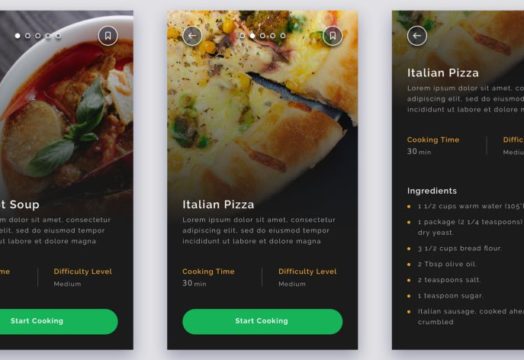 t Soup
dolor sit amet, consectetur
elit, sed do eiusmod tempor
ut labore et dolore magna
me
Difficulty Level
Medium
Start Cooking
Italian Pizza
Lorem ipsum dolor sit amet, consectetur
adipiscing elit, sed do eiusmod tempor
incididunt ut labore et dolore magna
Cooking Time
Difficulty Level
30 min
Medium
Start Cooking
Italian Pizza
Lorem ipsum dolor sit amet, conse
adipiscing elit, sed do eiusmod
incididunt ut labore et dolore
Cooking Time
Diffic
30 min
Mediu
Ingredients
1 1/2 cups warm water (105°
1 package (2 1/4 teaspoons)
dry yeast.
3 1/2 cups bread flour.
2 Tbsp olive oil.
2 teaspoons salt.
1 teaspoon sugar.
Italian sausage, cooked ahea
crumbled